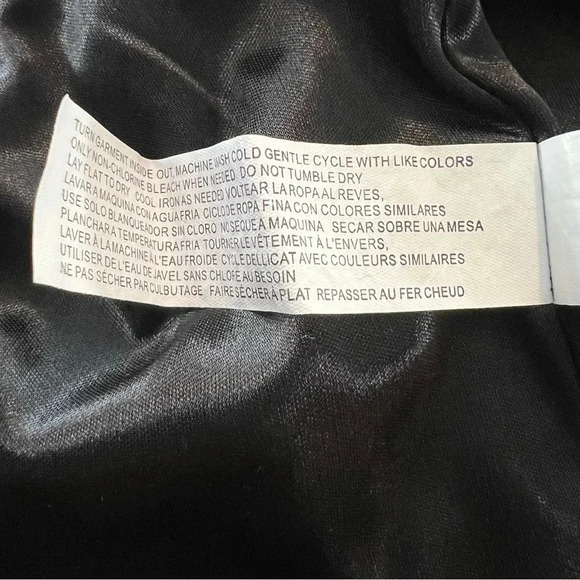 TURN GARMENT INSIDE OUT, MACHINE WASH COLD GENTLE CYCLE WITH LIKE COLORS
ONLY NON-CHLORINE BLEACH WHEN NEEDED DO NOT TUMBLE DRY
LAY FLAT TO DRY COOL IRON AS NEEDED VOLTEAR LA ROPA AL REVES,
LAVAR A MAQUINA CON AGUA FRIA CICLO DE ROPA FINA CON COLORES SIMILARES
USE SOLO BLANQUEADOR SIN CLORO NO SEQUE A MAQUINA SECAR SOBRE UNA MESA
PLANCHAR A TEMPERATURA FRIA TOURNER LE VÊTEMENT À L'ENVERS,
LAVER À LA MACHINE À L'EAU FROIDE CYCLE DELLICAT AVEC COULEURS SIMILAIRES
UTILISER DE L'EAU DE JAVEL SANS CHLORE AU BESOIN
NE PAS SÈCHER PAR CULBUTAGE FAIRE SÈCHER À PLAT REPASSER AU FER CHEUD